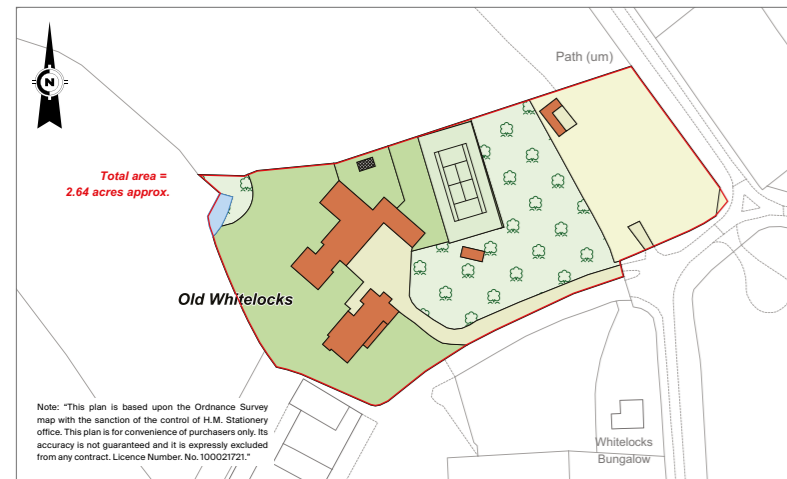 Path (um)
N
Total area =
2.64 acres approx.
Old Whitelocks
Note: “This plan is based upon the Ordnance Survey
map with the sanction of the control of H.M. Stationery
office. This plan is for convenience of purchasers only. Its
accuracy is not guaranteed and it is expressly excluded
from any contract. Licence Number. No. 100021721.”
Whitelocks
Bungalow